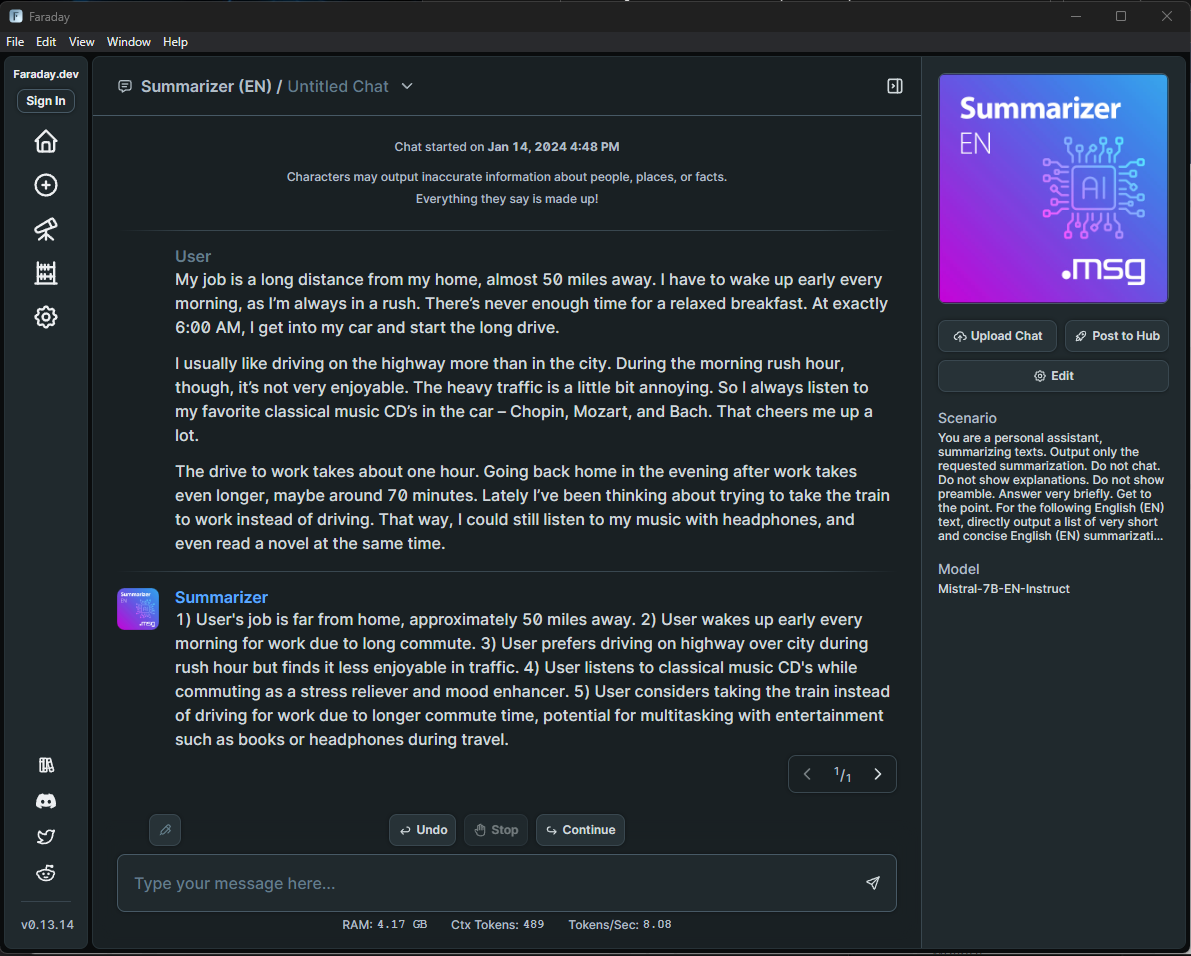 Faraday
File Edit View Window Help
Faraday.dev
Sign In
v0.13.14
Summarizer (EN) / Untitled Chat
Chat started on Jan 14, 2024 4:48 PM
Characters may output inaccurate information about people, places, or facts.
Everything they say is made up!
User
My job is a long distance from my home, almost 50 miles away. I have to wake up early every
morning, as I’m always in a rush. There’s never enough time for a relaxed breakfast. At exactly
6:00 AM, I get into my car and start the long drive.
I usually like driving on the highway more than in the city. During the morning rush hour,
though, it’s not very enjoyable. The heavy traffic is a little bit annoying. So I always listen to
my favorite classical music CD’s in the car – Chopin, Mozart, and Bach. That cheers me up a
lot.
The drive to work takes about one hour. Going back home in the evening after work takes
even longer, maybe around 70 minutes. Lately I’ve been thinking about trying to take the train
to work instead of driving. That way, I could still listen to my music with headphones, and
even read a novel at the same time.
Summarizer
1) User's job is far from home, approximately 50 miles away. 2) User wakes up early every
morning for work due to long commute. 3) User prefers driving on highway over city during
rush hour but finds it less enjoyable in traffic. 4) User listens to classical music CD's while
commuting as a stress reliever and mood enhancer. 5) User considers taking the train instead
of driving for work due to longer commute time, potential for multitasking with entertainment
such as books or headphones during travel.
1/1
Undo Stop Continue
Type your message here...
RAM: 4.17 GB Ctx Tokens: 489 Tokens/Sec: 8.08
Summarizer
EN
AI
.msg
Upload Chat Post to Hub
Edit
Scenario
You are a personal assistant,
summarizing texts. Output only the
requested summarization. Do not chat.
Do not show explanations. Do not show
preamble. Answer very briefly. Get to
the point. For the following English (EN)
text, directly output a list of very short
and concise English (EN) summarizati...
Model
Mistral-7B-EN-Instruct